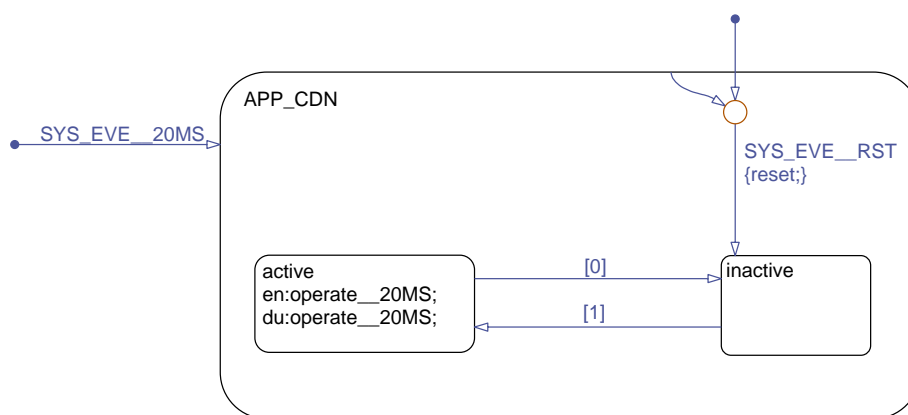 APP_CDN
SYS_EVE__20MS
SYS_EVE__RST
{reset;}
active
en:operate__20MS;
du:operate__20MS;
[0]
[1]
inactive